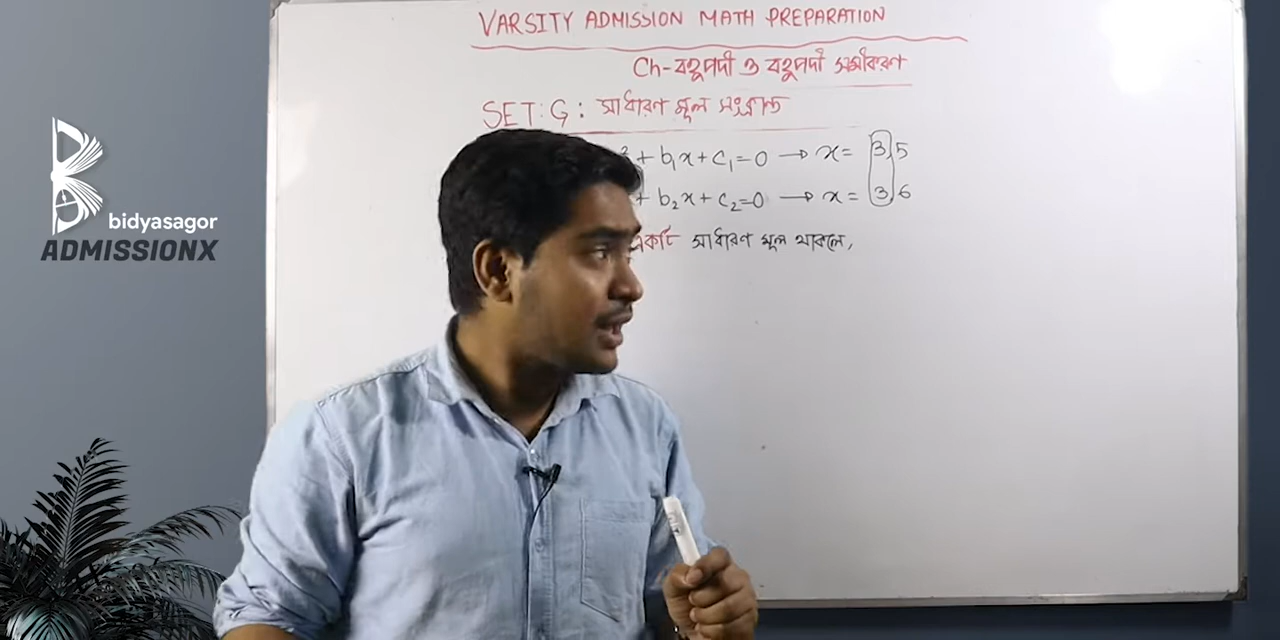 VARSITY ADMISSION MATH PREPARATION
Ch-বহুপদী ও বহুপদী সমীকরণ
SET: G: সাধারণ মূল সংক্রান্ত
² + b₁x + c₁ = 0 → x = 3, 5
+ b₂x + c₂ = 0 → x = 3, 6
একটি সাধারণ মূল থাকলে,
bidyasagor
ADMISSIONX